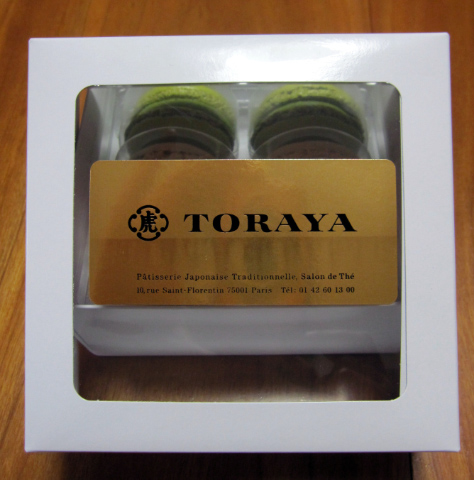 虎 TORAYA
Pâtisserie Japonaise Traditionnelle, Salon de Thé
10, rue Saint-Florentin 75001 Paris Tél: 01 42 60 13 00